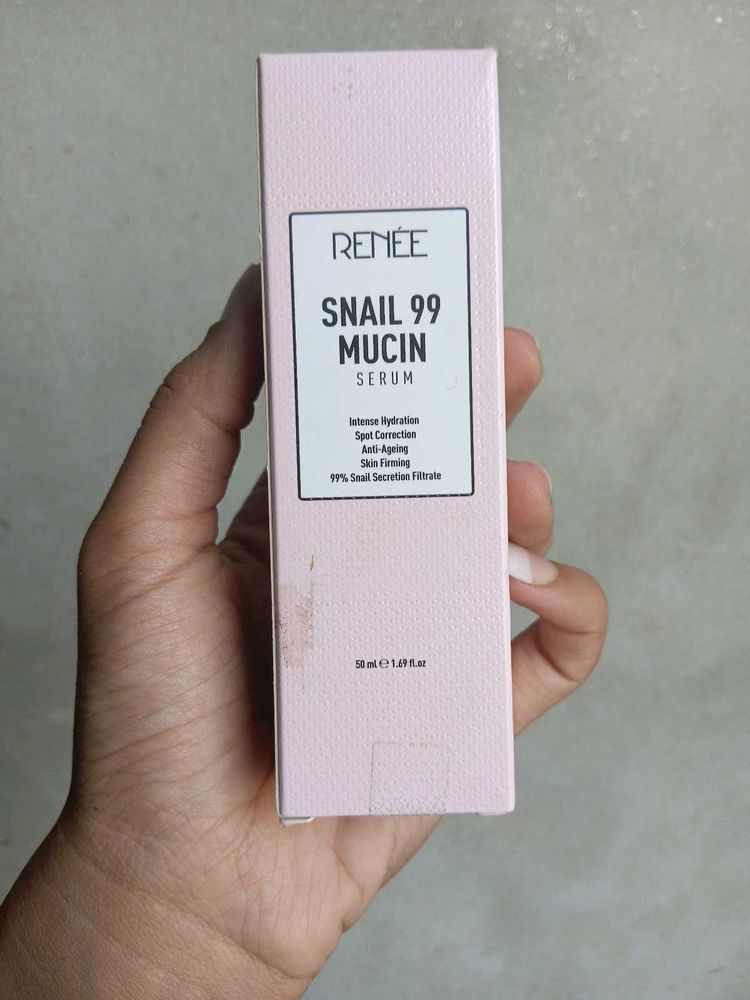 RENÉE
SNAIL 99
MUCIN
SERUM
Intense Hydration
Spot Correction
Anti-Ageing
Skin Firming
99% Snail Secretion Filtrate
50 ml ℮ 1.69 fl.oz